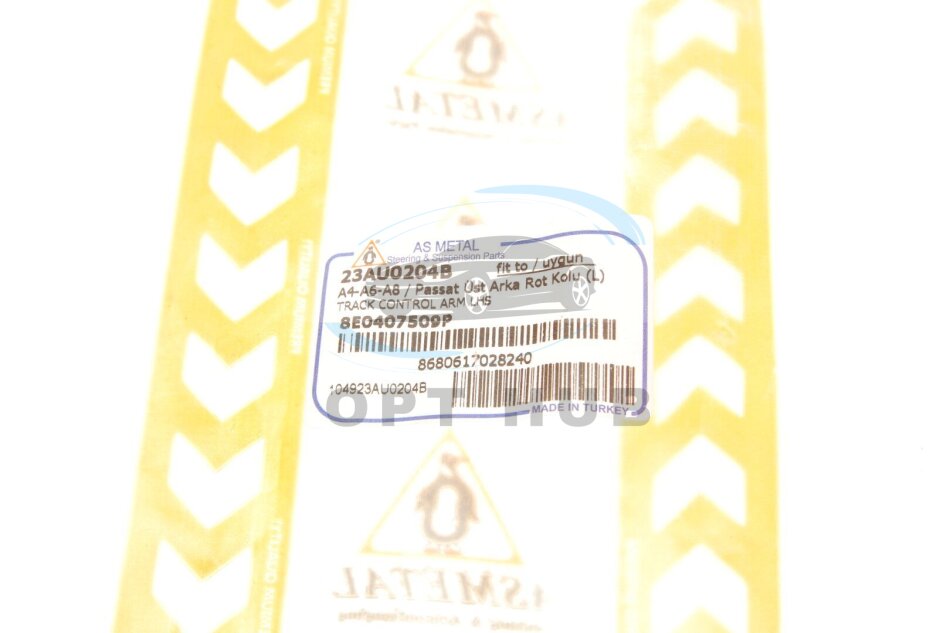 ASMETAL
AS METAL
Steering & Suspension Parts
23AU0204B
fit to / uygun
A4-A6-A8 / Passat Üst Arka Rot Kolu (L)
TRACK CONTROL ARM LHS
8E0407509P
8680617028240
104923AU0204B
MADE IN TURKEY
OPT HUB
ASMETAL